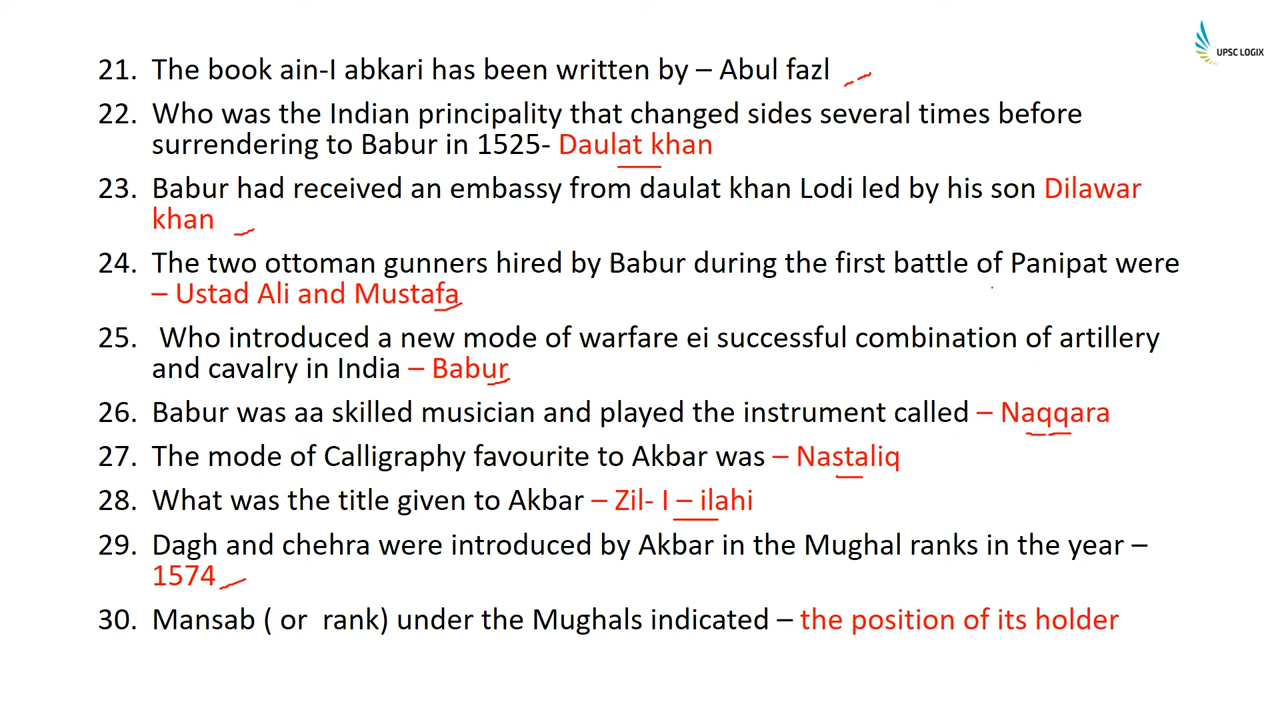 UPSC LOGIX
21. The book ain-I abkari has been written by – Abul fazl
22. Who was the Indian principality that changed sides several times before
surrendering to Babur in 1525- Daulat khan
23. Babur had received an embassy from daulat khan Lodi led by his son Dilawar
khan
24. The two ottoman gunners hired by Babur during the first battle of Panipat were
– Ustad Ali and Mustafa
25. Who introduced a new mode of warfare ei successful combination of artillery
and cavalry in India – Babur
26. Babur was aa skilled musician and played the instrument called – Naqqara
27. The mode of Calligraphy favourite to Akbar was – Nastaliq
28. What was the title given to Akbar – Zil- I – ilahi
29. Dagh and chehra were introduced by Akbar in the Mughal ranks in the year –
1574
30. Mansab ( or rank) under the Mughals indicated – the position of its holder